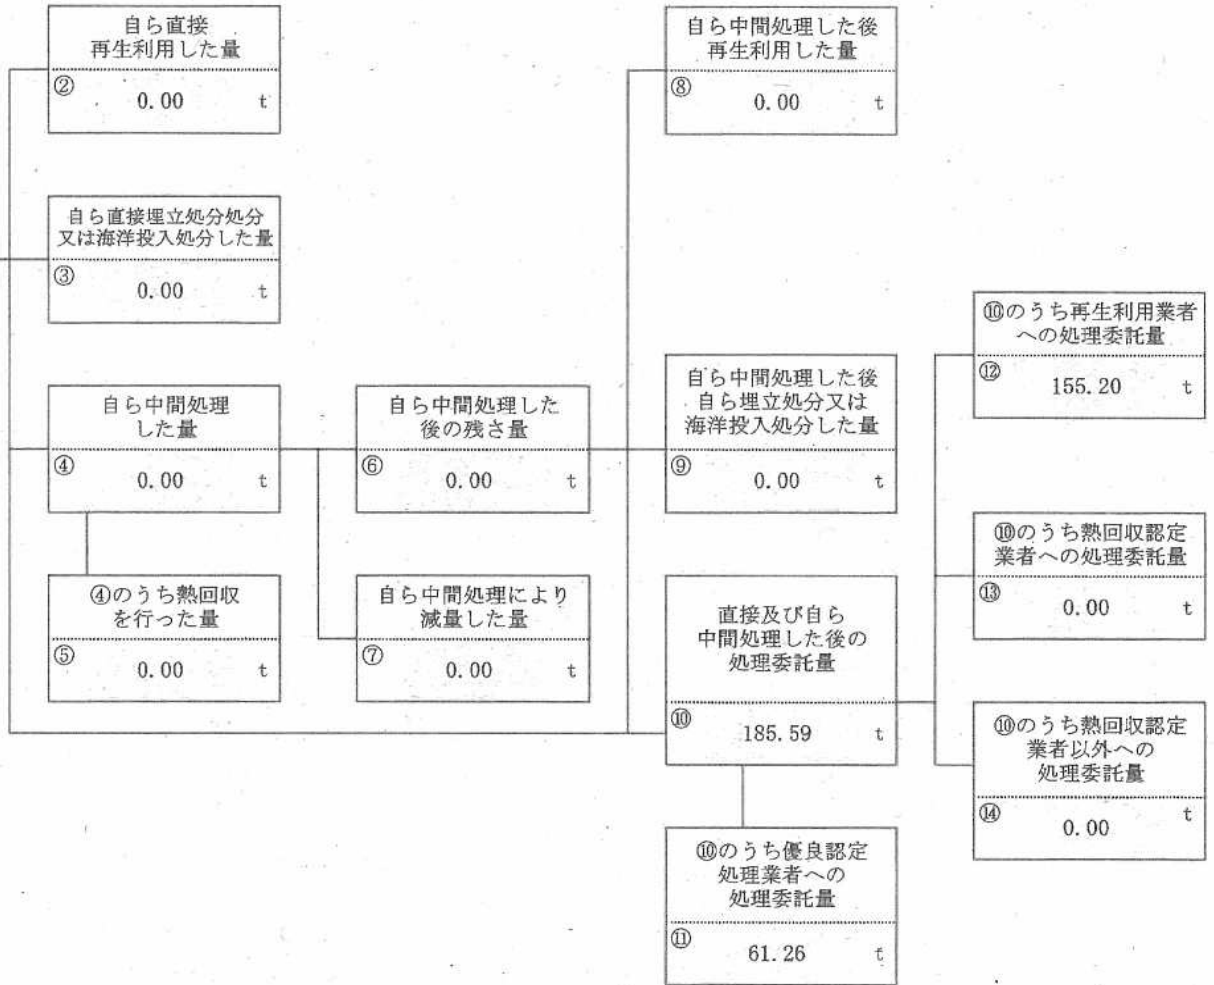 自ら直接
再生利用した量
② 0.00 t
自ら直接埋立処分処分
又は海洋投入処分した量
③ 0.00 t
自ら中間処理
した量
④ 0.00 t
④のうち熱回収
を行った量
⑤ 0.00 t
自ら中間処理した
後の残さ量
⑥ 0.00 t
自ら中間処理により
減量した量
⑦ 0.00 t
自ら中間処理した後
再生利用した量
⑧ 0.00 t
自ら中間処理した後
自ら埋立処分又は
海洋投入処分した量
⑨ 0.00 t
直接及び自ら
中間処理した後の
処理委託量
⑩ 185.59 t
⑩のうち優良認定
処理業者への
処理委託量
⑪ 61.26 t
⑩のうち再生利用業者
への処理委託量
⑫ 155.20 t
⑩のうち熱回収認定
業者への処理委託量
⑬ 0.00 t
⑩のうち熱回収認定
業者以外への
処理委託量
⑭ 0.00 t